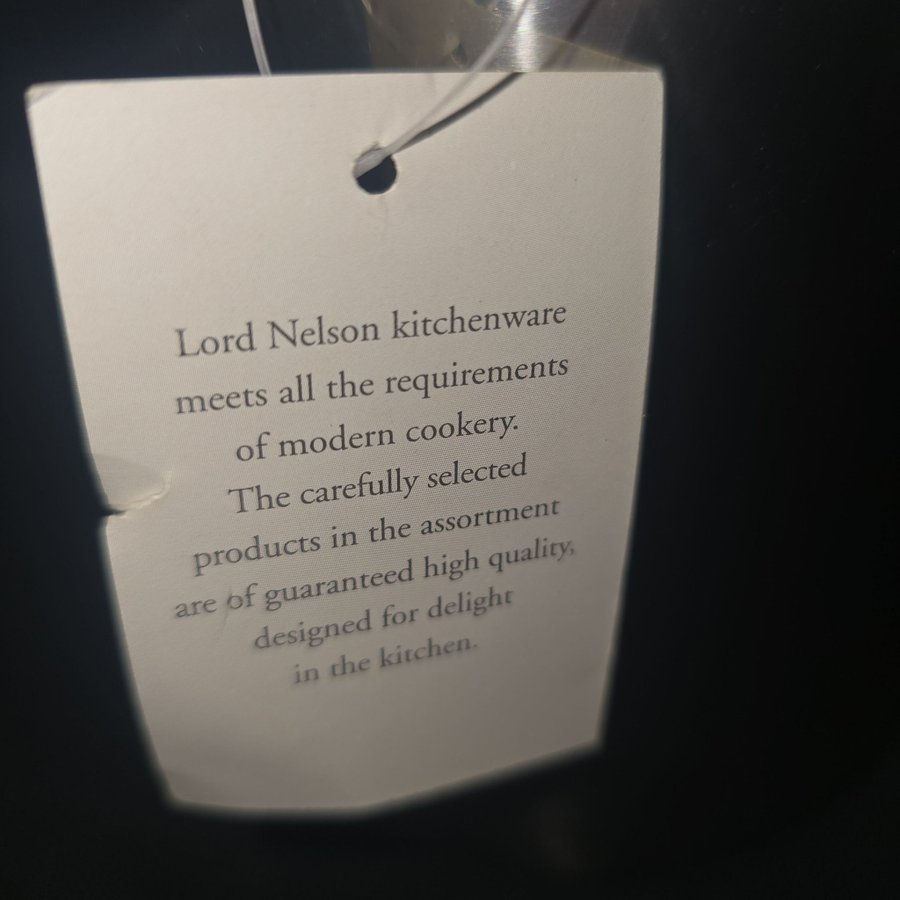 Lord Nelson kitchenware
meets all the requirements
of modern cookery.
The carefully selected
products in the assortment
are of guaranteed high quality,
designed for delight
in the kitchen.